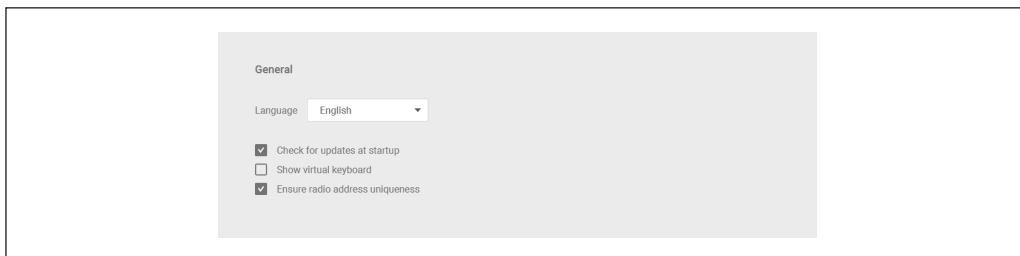 General
Language English
Check for updates at startup
Show virtual keyboard
Ensure radio address uniqueness